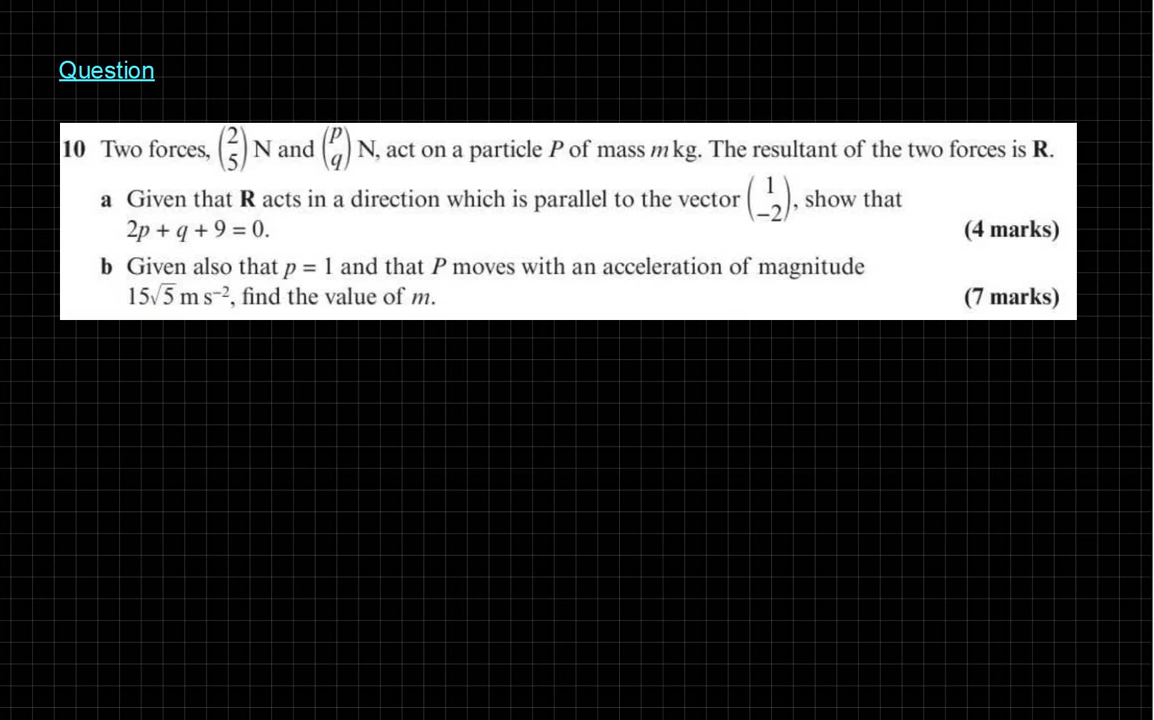 Question
10 Two forces, (2 5) N and (p q) N, act on a particle P of mass m kg. The resultant of the two forces is R.
a Given that R acts in a direction which is parallel to the vector (1 −2), show that
2p + q + 9 = 0. (4 marks)
b Given also that p = 1 and that P moves with an acceleration of magnitude
15√5 m s⁻², find the value of m. (7 marks)